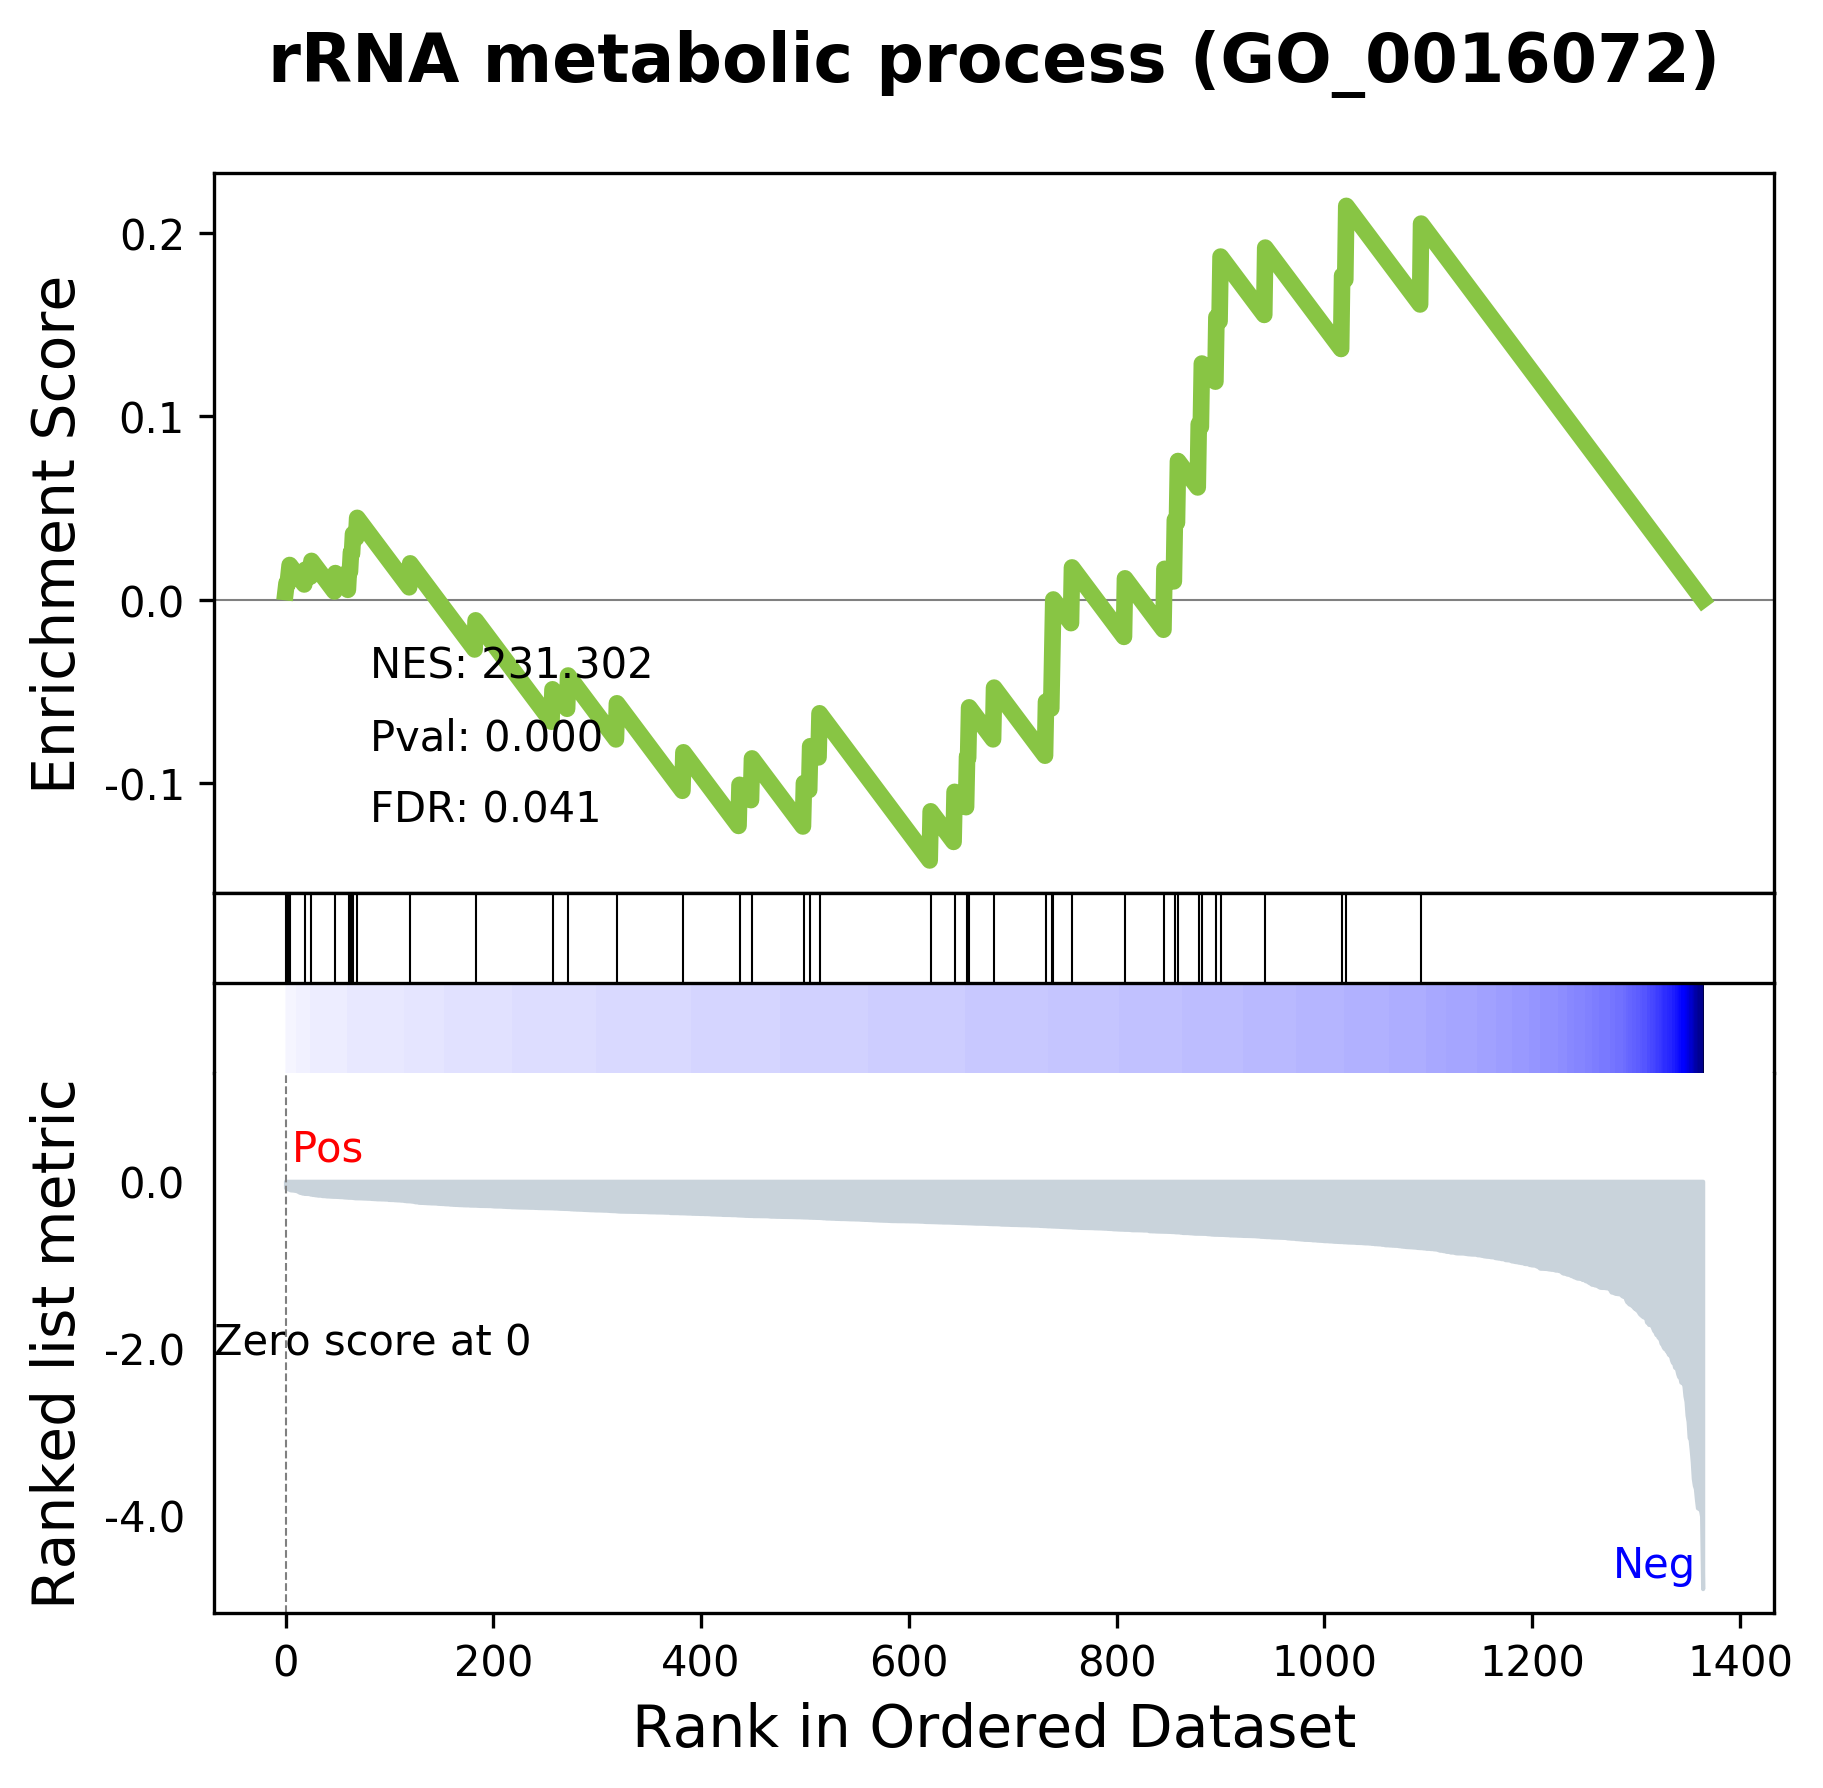 rRNA metabolic process (GO_0016072)
Enrichment Score
0.2
0.1
0.0
-0.1
NES: 231.302
Pval: 0.000
FDR: 0.041
Ranked list metric
Pos
0.0
-2.0
-4.0
Zero score at 0
Neg
0 200 400 600 800 1000 1200 1400
Rank in Ordered Dataset